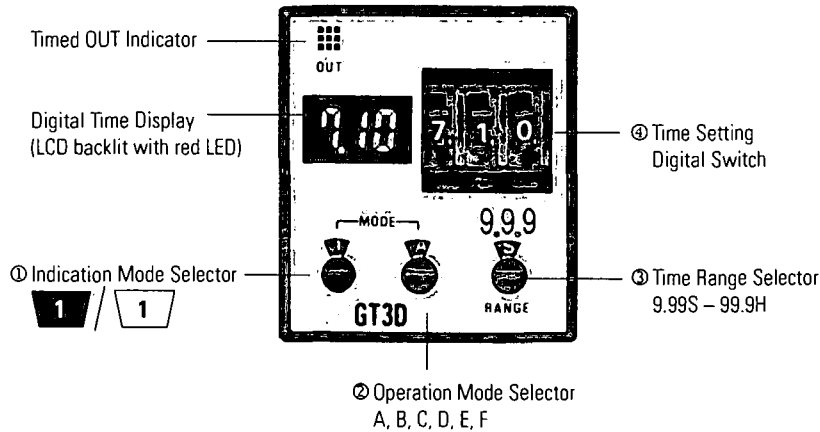 Timed OUT Indicator
OUT
Digital Time Display
(LCD backlit with red LED)
7.10
7 1 0
④ Time Setting
Digital Switch
MODE
9.9.9
1
A
S
① Indication Mode Selector
1 / 1
GT3D
RANGE
③ Time Range Selector
9.99S – 99.9H
② Operation Mode Selector
A, B, C, D, E, F